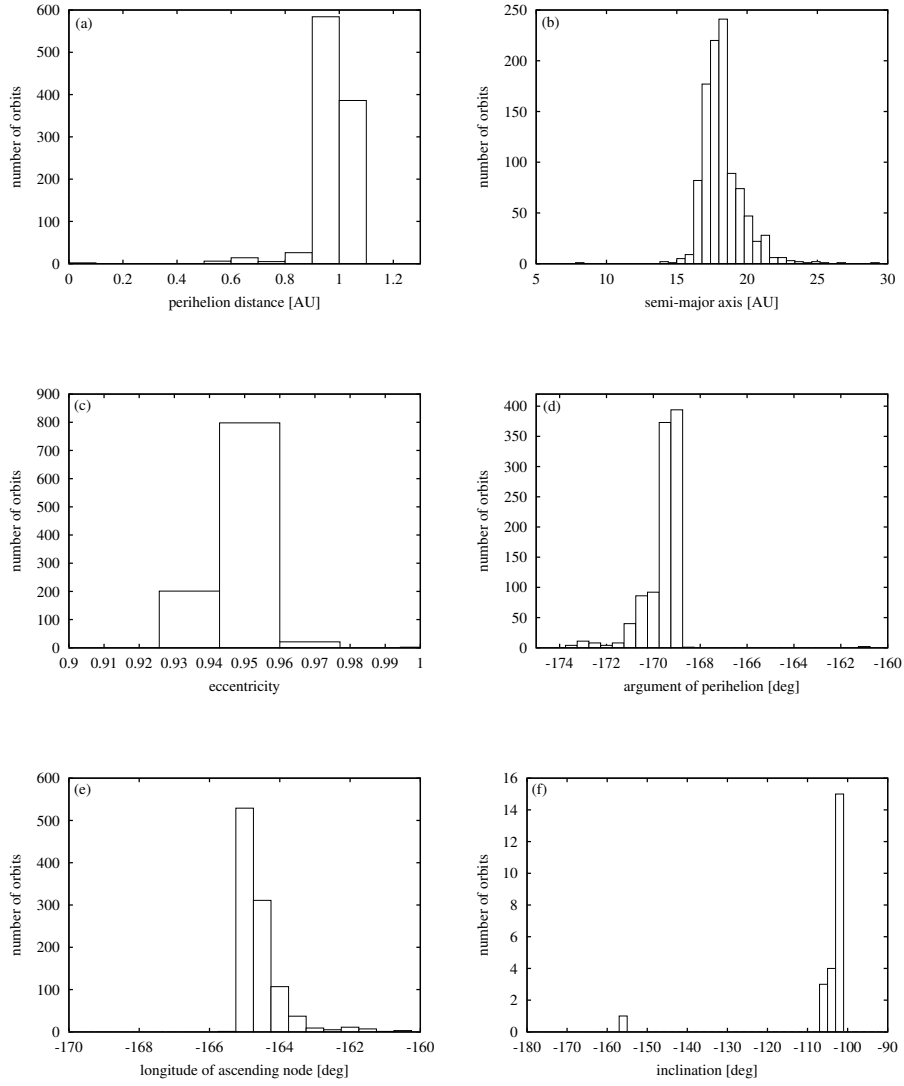 (a)
number of orbits
600
500
400
300
200
100
0
0 0.2 0.4 0.6 0.8 1 1.2
perihelion distance [AU]
(b)
number of orbits
250
200
150
100
50
0
5 10 15 20 25 30
semi-major axis [AU]
(c)
number of orbits
900
800
700
600
500
400
300
200
100
0
0.9 0.91 0.92 0.93 0.94 0.95 0.96 0.97 0.98 0.99 1
eccentricity
(d)
number of orbits
400
350
300
250
200
150
100
50
0
-174 -172 -170 -168 -166 -164 -162 -160
argument of perihelion [deg]
(e)
number of orbits
600
500
400
300
200
100
0
-170 -168 -166 -164 -162 -160
longitude of ascending node [deg]
(f)
number of orbits
16
14
12
10
8
6
4
2
0
-180 -170 -160 -150 -140 -130 -120 -110 -100 -90
inclination [deg]